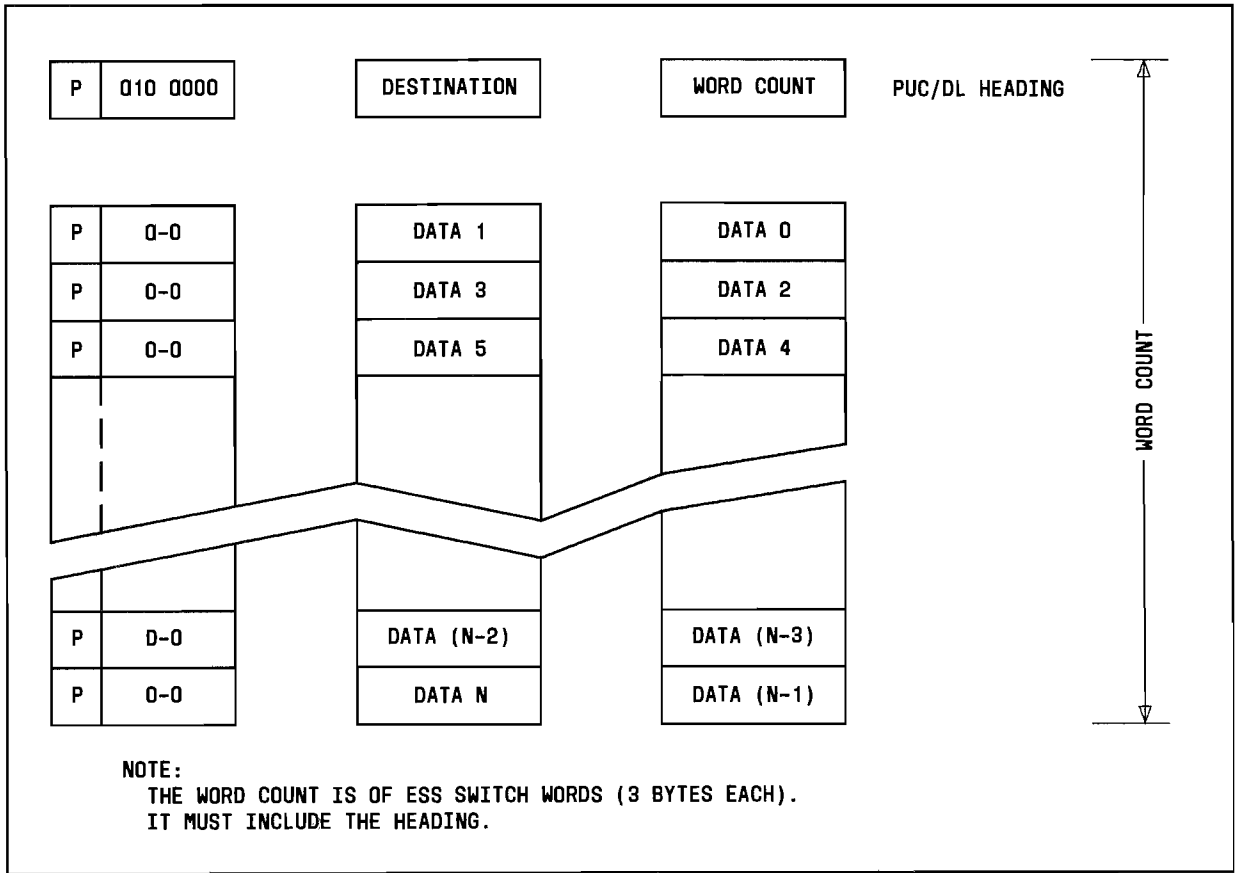 P 010 0000 DESTINATION WORD COUNT PUC/DL HEADING
P 0-0 DATA 1 DATA 0
P 0-0 DATA 3 DATA 2
P 0-0 DATA 5 DATA 4
WORD COUNT
P 0-0 DATA (N-2) DATA (N-3)
P 0-0 DATA N DATA (N-1)
NOTE:
THE WORD COUNT IS OF ESS SWITCH WORDS (3 BYTES EACH).
IT MUST INCLUDE THE HEADING.